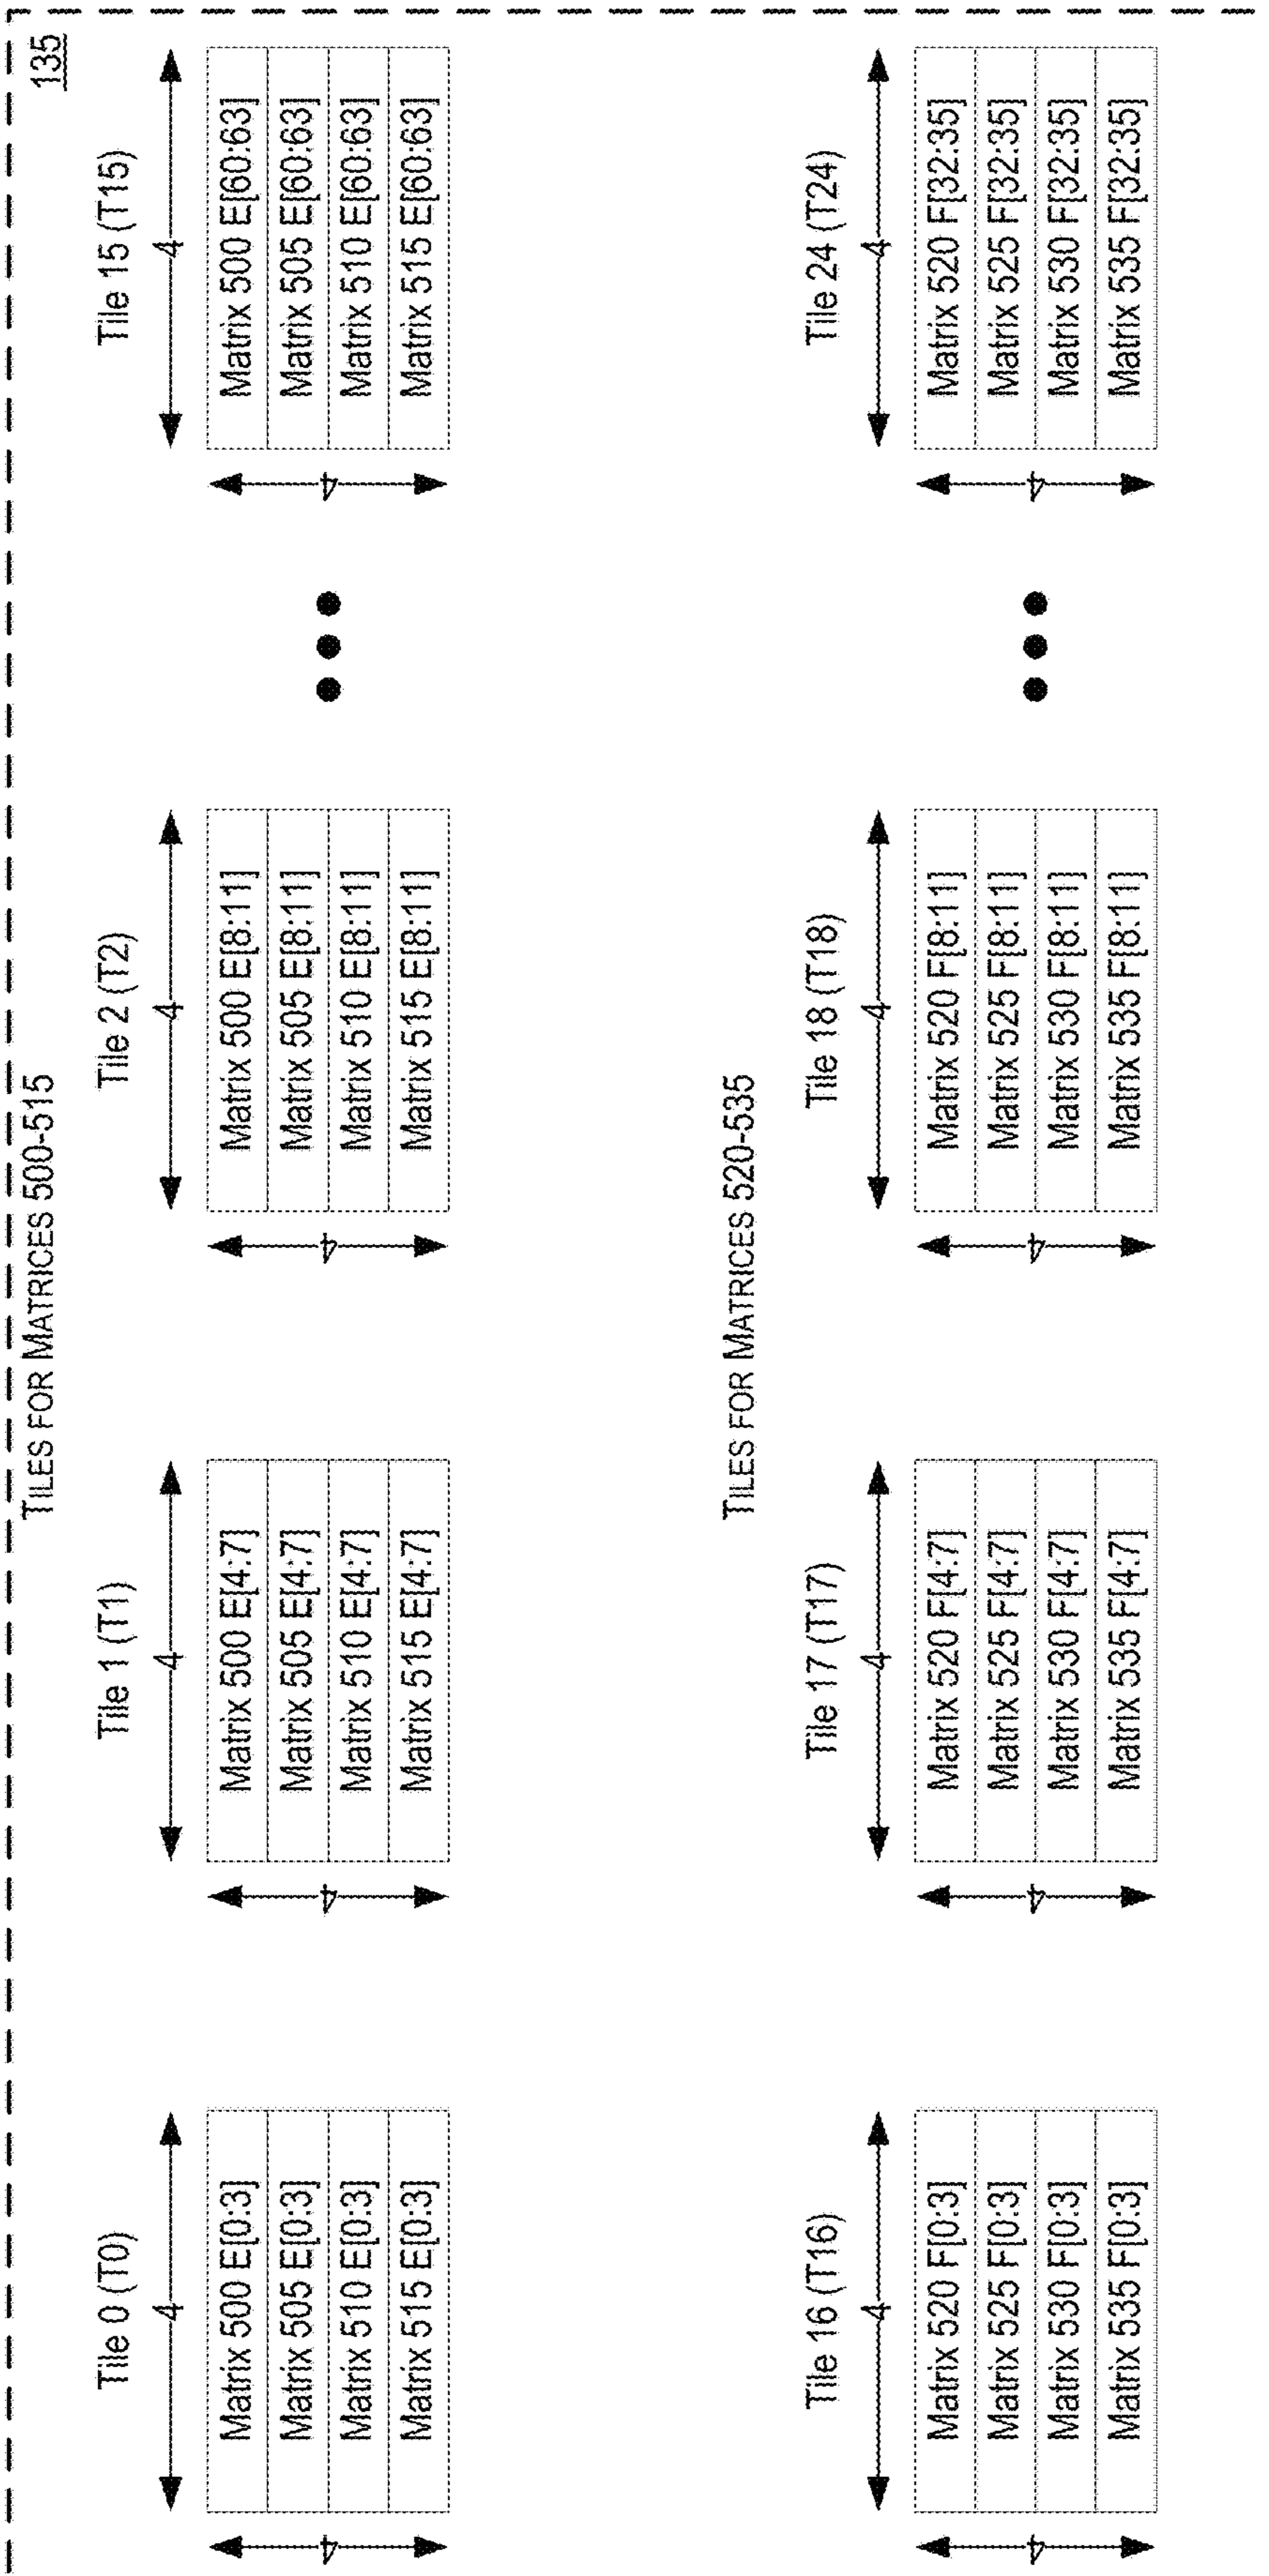 135
TILES FOR MATRICES 500-515
Tile 0 (T0)
4
4
Matrix 500 E[0:3]
Matrix 505 E[0:3]
Matrix 510 E[0:3]
Matrix 515 E[0:3]
Tile 1 (T1)
4
4
Matrix 500 E[4:7]
Matrix 505 E[4:7]
Matrix 510 E[4:7]
Matrix 515 E[4:7]
Tile 2 (T2)
4
4
Matrix 500 E[8:11]
Matrix 505 E[8:11]
Matrix 510 E[8:11]
Matrix 515 E[8:11]
Tile 15 (T15)
4
4
Matrix 500 E[60:63]
Matrix 505 E[60:63]
Matrix 510 E[60:63]
Matrix 515 E[60:63]
TILES FOR MATRICES 520-535
Tile 16 (T16)
4
4
Matrix 520 F[0:3]
Matrix 525 F[0:3]
Matrix 530 F[0:3]
Matrix 535 F[0:3]
Tile 17 (T17)
4
4
Matrix 520 F[4:7]
Matrix 525 F[4:7]
Matrix 530 F[4:7]
Matrix 535 F[4:7]
Tile 18 (T18)
4
4
Matrix 520 F[8:11]
Matrix 525 F[8:11]
Matrix 530 F[8:11]
Matrix 535 F[8:11]
Tile 24 (T24)
4
4
Matrix 520 F[32:35]
Matrix 525 F[32:35]
Matrix 530 F[32:35]
Matrix 535 F[32:35]